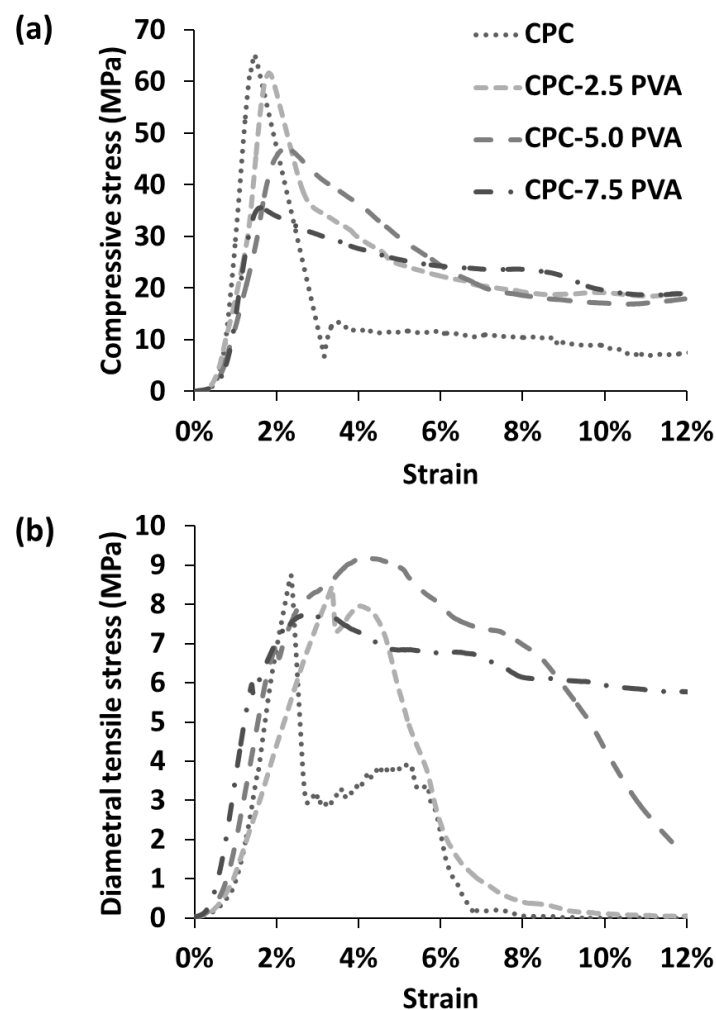 (a)
Compressive stress (MPa)
70
60
50
40
30
20
10
0
CPC
CPC-2.5 PVA
CPC-5.0 PVA
CPC-7.5 PVA
0% 2% 4% 6% 8% 10% 12%
Strain
(b)
Diametral tensile stress (MPa)
10
9
8
7
6
5
4
3
2
1
0
0% 2% 4% 6% 8% 10% 12%
Strain